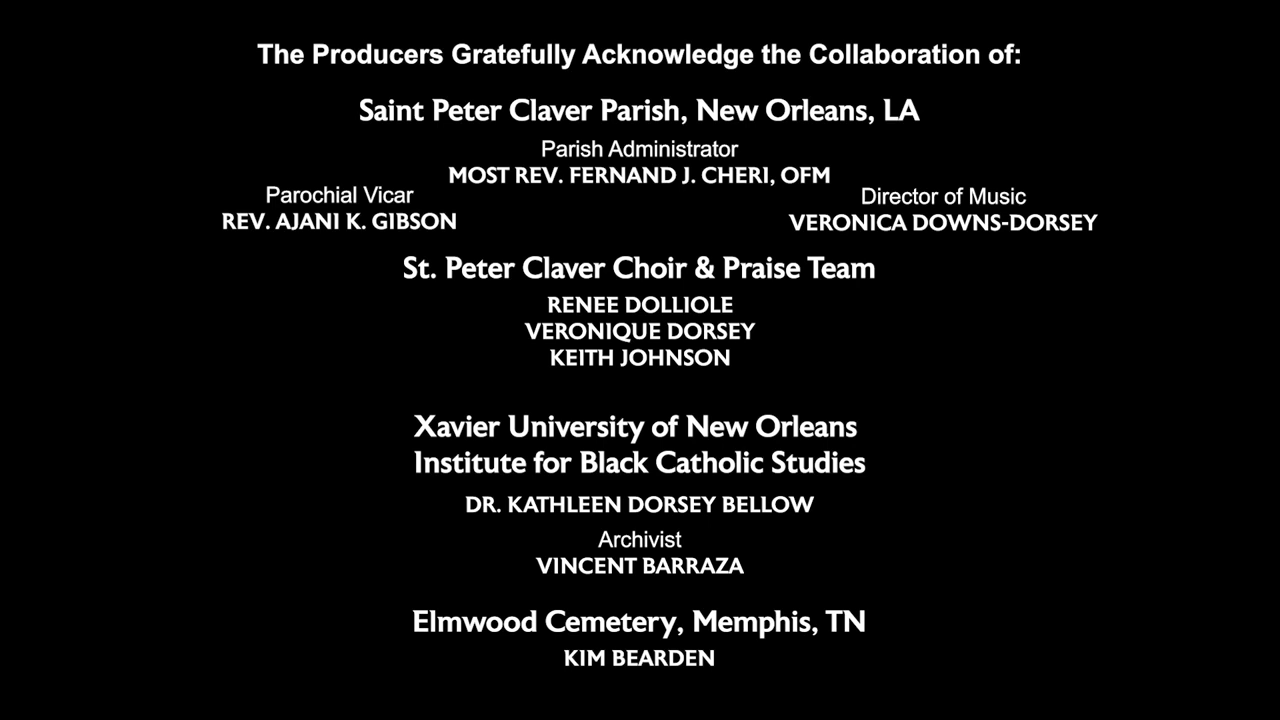 The Producers Gratefully Acknowledge the Collaboration of:
Saint Peter Claver Parish, New Orleans, LA
Parish Administrator
MOST REV. FERNAND J. CHERI, OFM
Parochial Vicar
REV. AJANI K. GIBSON
Director of Music
VERONICA DOWNS-DORSEY
St. Peter Claver Choir & Praise Team
RENEE DOLLIOLE
VERONIQUE DORSEY
KEITH JOHNSON
Xavier University of New Orleans
Institute for Black Catholic Studies
DR. KATHLEEN DORSEY BELLOW
Archivist
VINCENT BARRAZA
Elmwood Cemetery, Memphis, TN
KIM BEARDEN